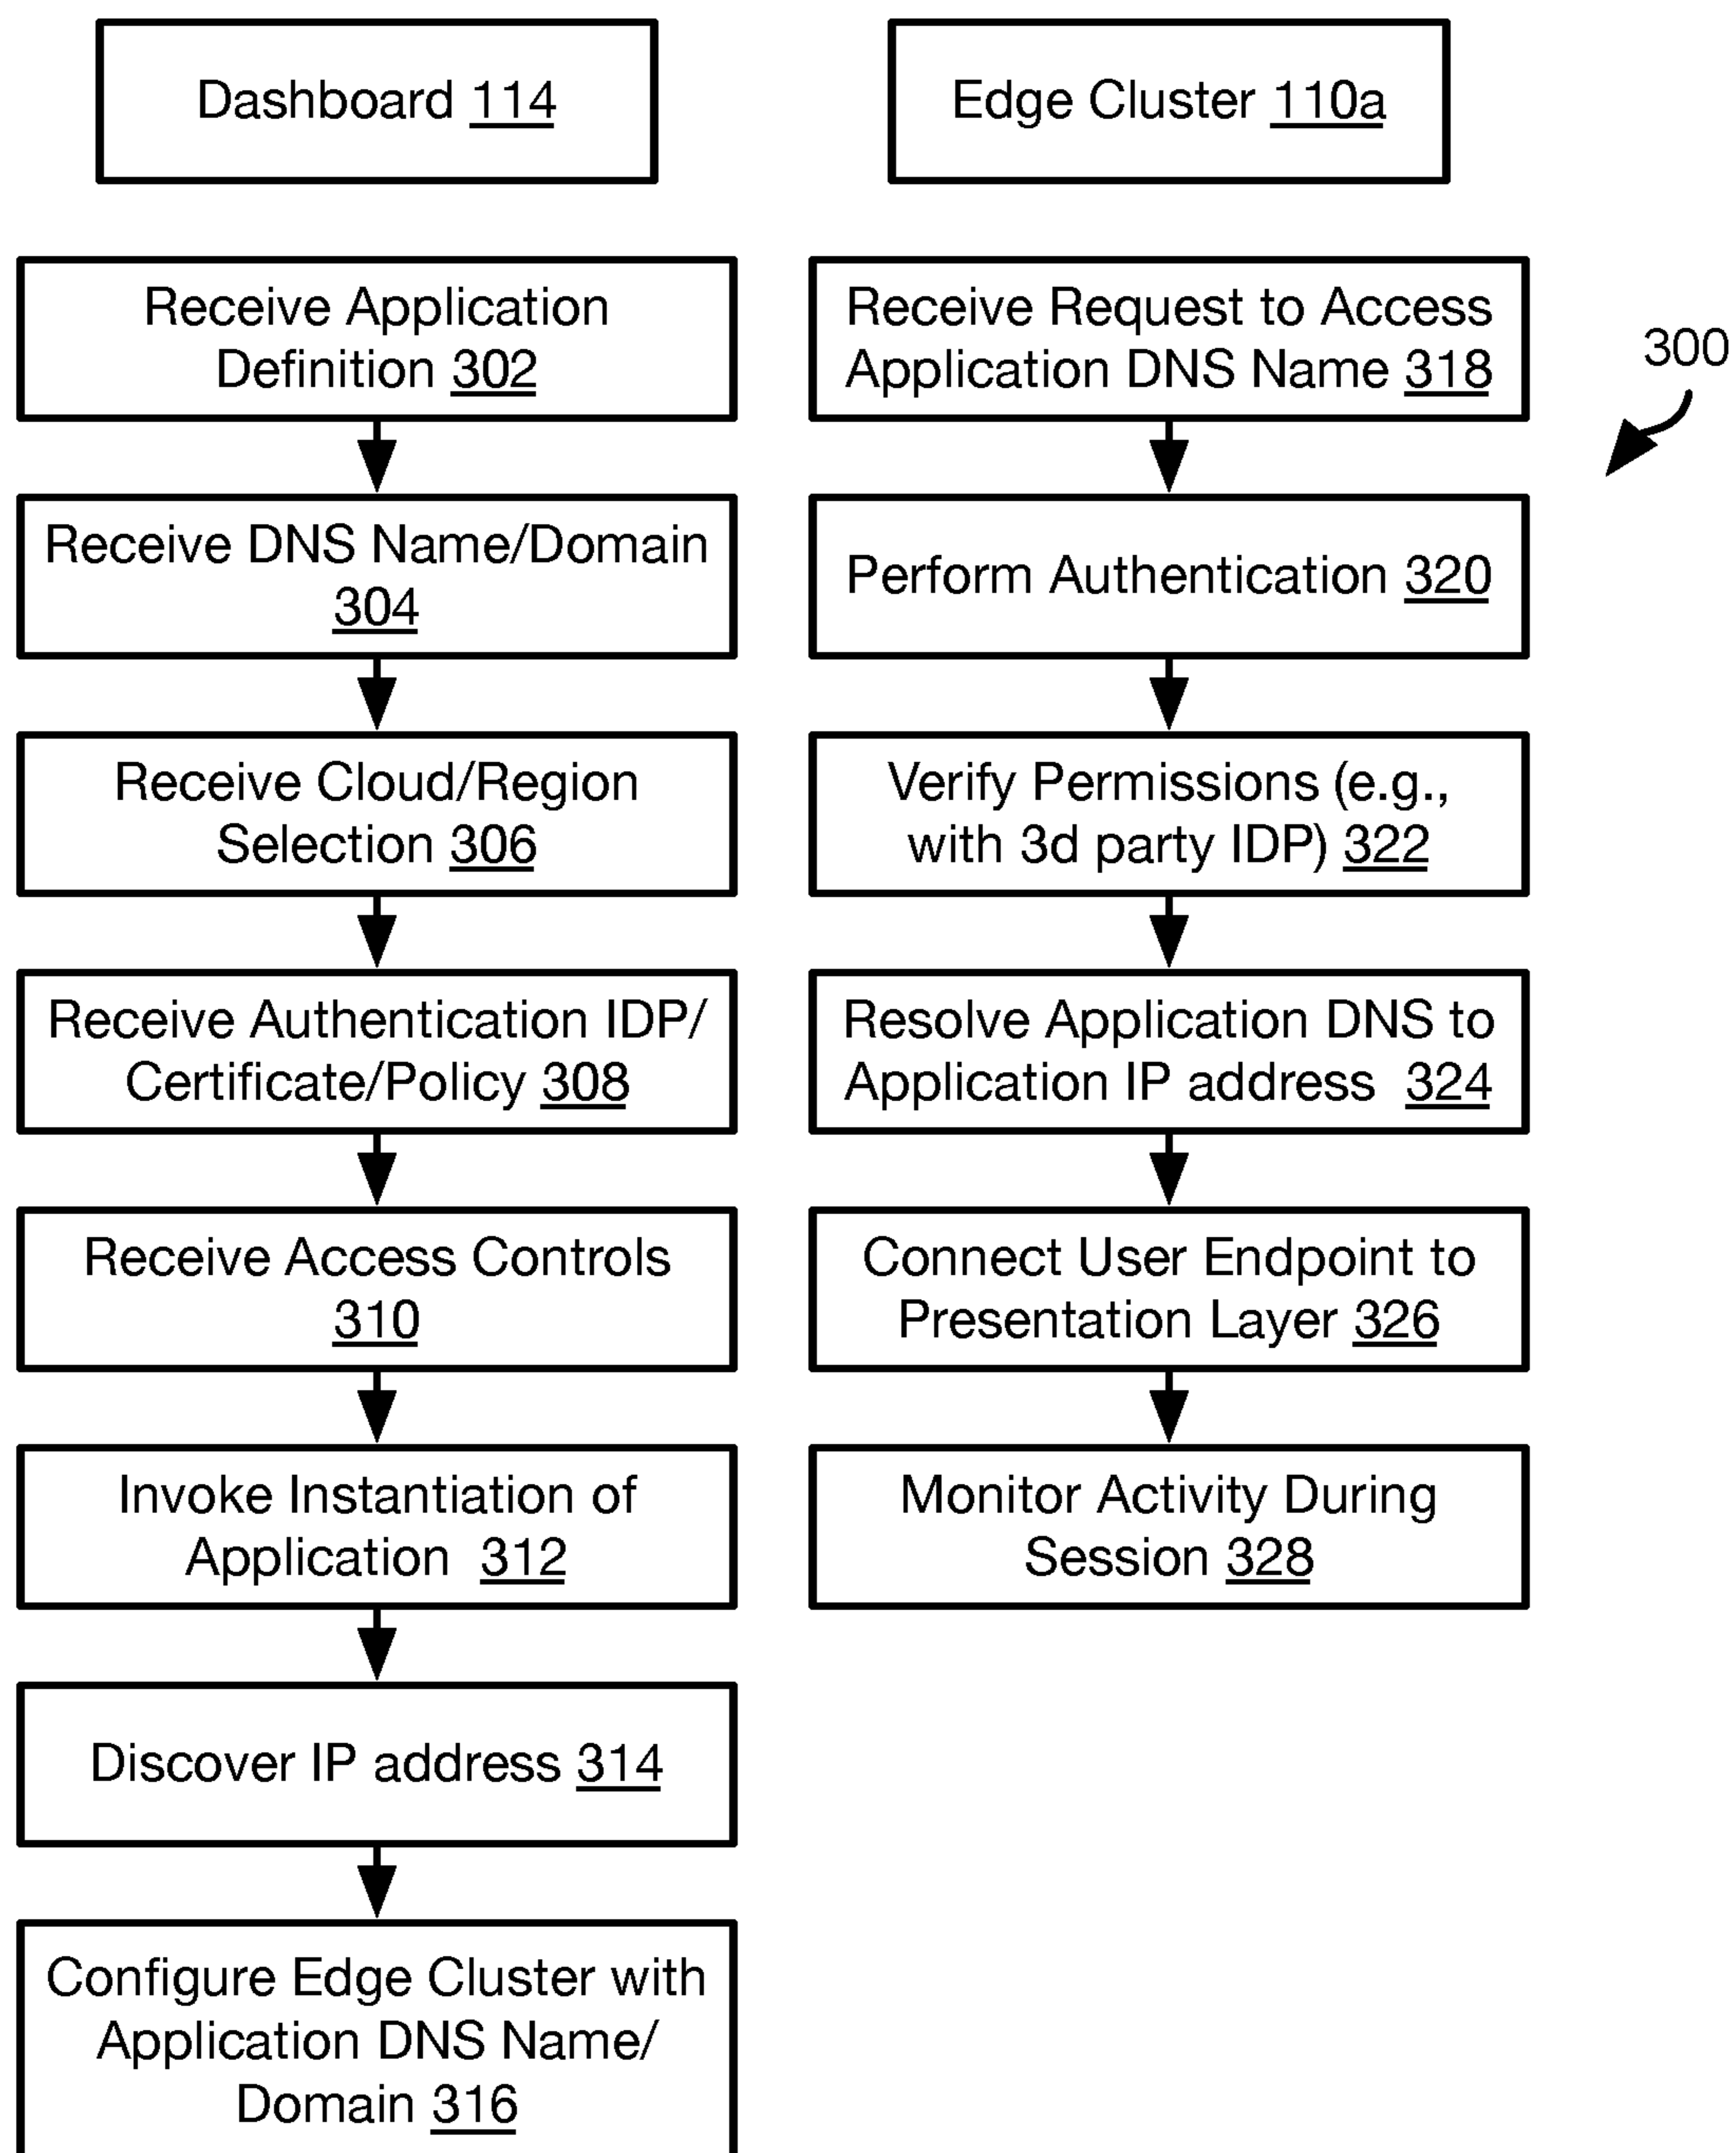 Dashboard 114
Receive Application
Definition 302
Receive DNS Name/Domain
304
Receive Cloud/Region
Selection 306
Receive Authentication IDP/
Certificate/Policy 308
Receive Access Controls
310
Invoke Instantiation of
Application 312
Discover IP address 314
Configure Edge Cluster with
Application DNS Name/
Domain 316
Edge Cluster 110a
Receive Request to Access
Application DNS Name 318
Perform Authentication 320
Verify Permissions (e.g.,
with 3d party IDP) 322
Resolve Application DNS to
Application IP address 324
Connect User Endpoint to
Presentation Layer 326
Monitor Activity During
Session 328
300